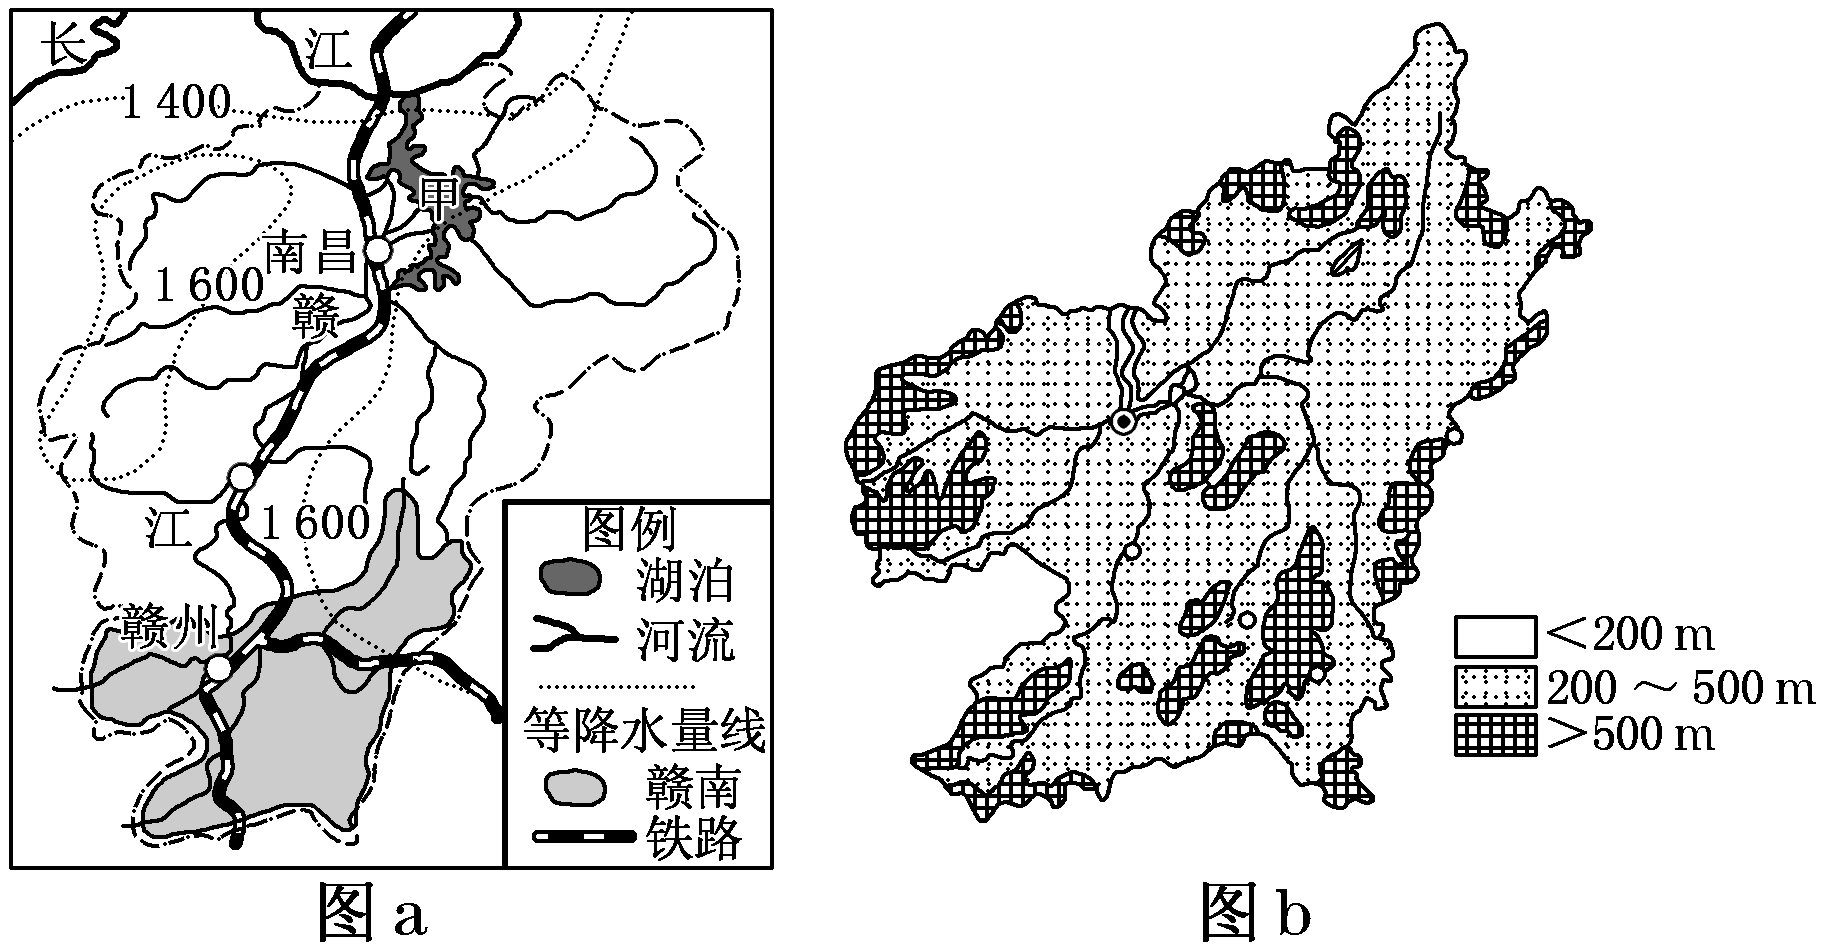 长
江
1 400
甲
南昌
1 600
赣
江
1 600
赣州
图例
湖泊
河流
等降水量线
赣南
铁路
图 a
<200 m
200 ～ 500 m
>500 m
图 b